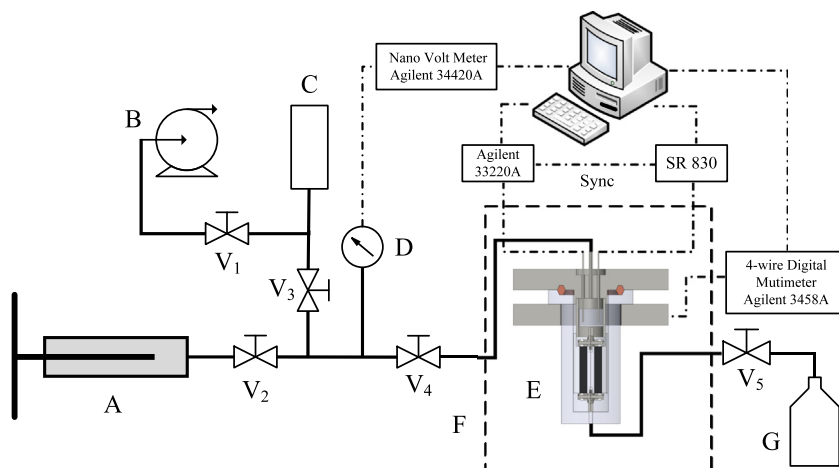 Nano Volt Meter
Agilent 34420A
C
B
Agilent
33220A
SR 830
Sync
V1
D
V3
4-wire Digital
Mutimeter
Agilent 3458A
V2
V4
V5
A
E
F
G